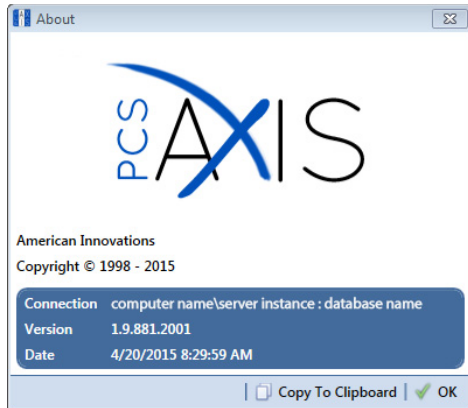 About
PCS AXIS
American Innovations
Copyright © 1998 - 2015
Connection computer name\server instance : database name
Version 1.9.881.2001
Date 4/20/2015 8:29:59 AM
Copy To Clipboard OK